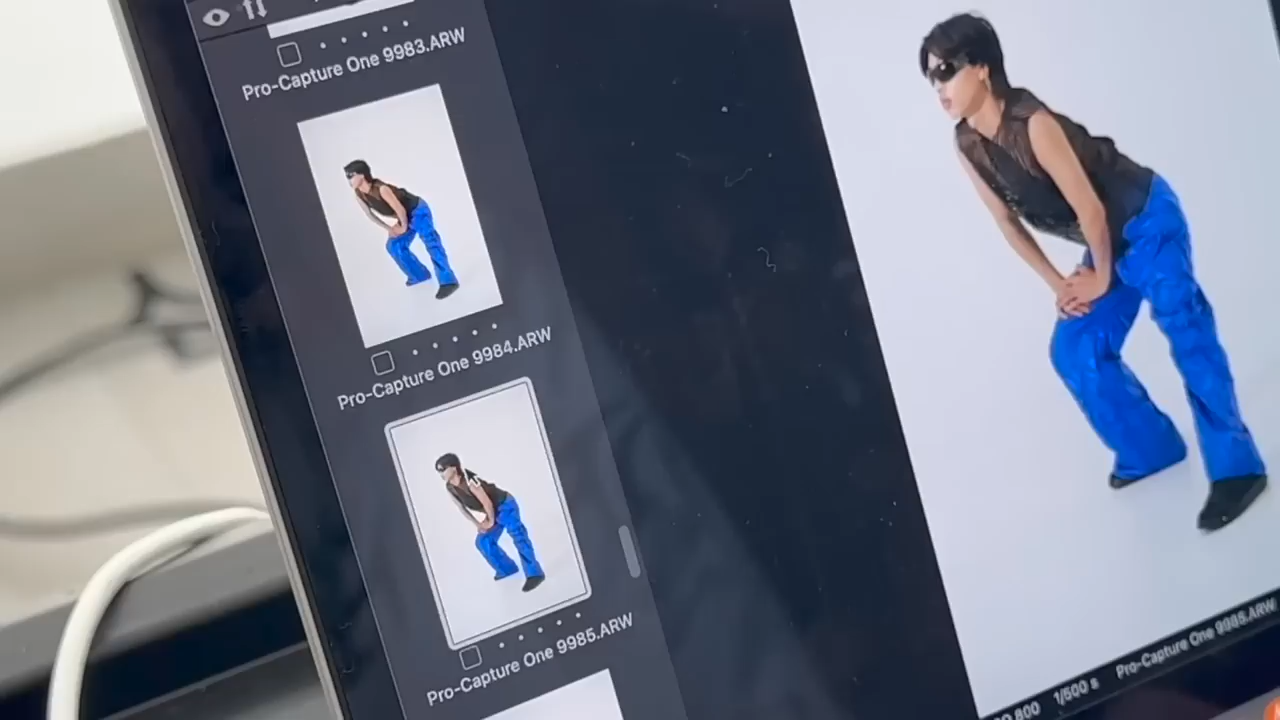 Pro-Capture One 9983.ARW
Pro-Capture One 9984.ARW
Pro-Capture One 9985.ARW
800 1/500 s Pro-Capture One 9985.ARW